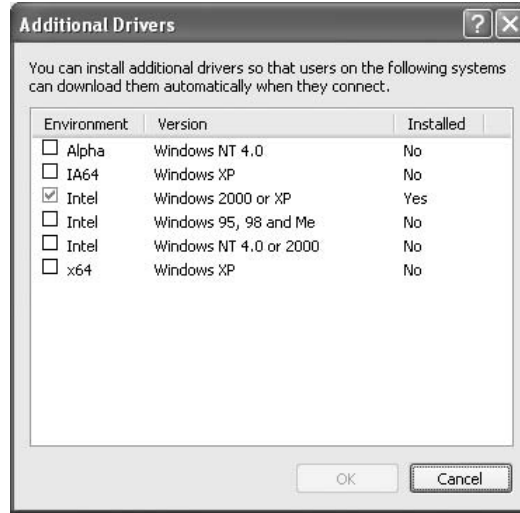 Additional Drivers
You can install additional drivers so that users on the following systems
can download them automatically when they connect.
Environment Version Installed
Alpha Windows NT 4.0 No
IA64 Windows XP No
Intel Windows 2000 or XP Yes
Intel Windows 95, 98 and Me No
Intel Windows NT 4.0 or 2000 No
x64 Windows XP No
OK Cancel